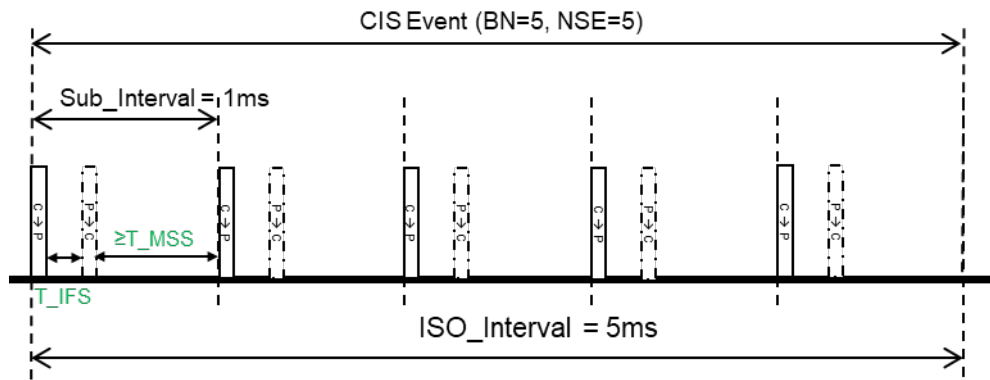 CIS Event (BN=5, NSE=5)
Sub_Interval = 1ms
C→P
P→C
C→P
P→C
C→P
P→C
C→P
P→C
C→P
P→C
≥T_MSS
T_IFS
ISO_Interval = 5ms